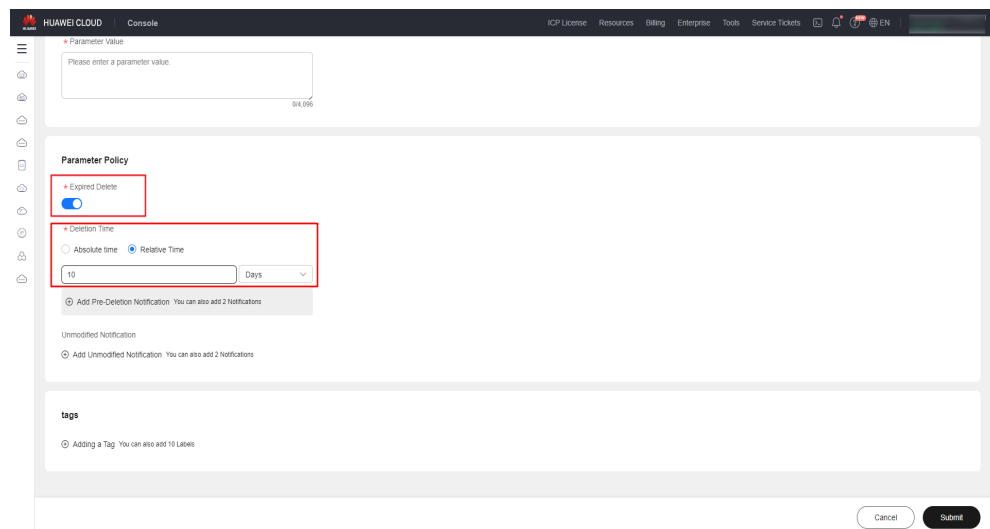 HUAWEI HUAWEI CLOUD Console ICP License Resources Billing Enterprise Tools Service Tickets NEW EN
* Parameter Value
Please enter a parameter value.
0/4,096
Parameter Policy
* Expired Delete
* Deletion Time
Absolute time Relative Time
10 Days
Add Pre-Deletion Notification You can also add 2 Notifications
Unmodified Notification
Add Unmodified Notification You can also add 2 Notifications
tags
Adding a Tag You can also add 10 Labels
Cancel Submit